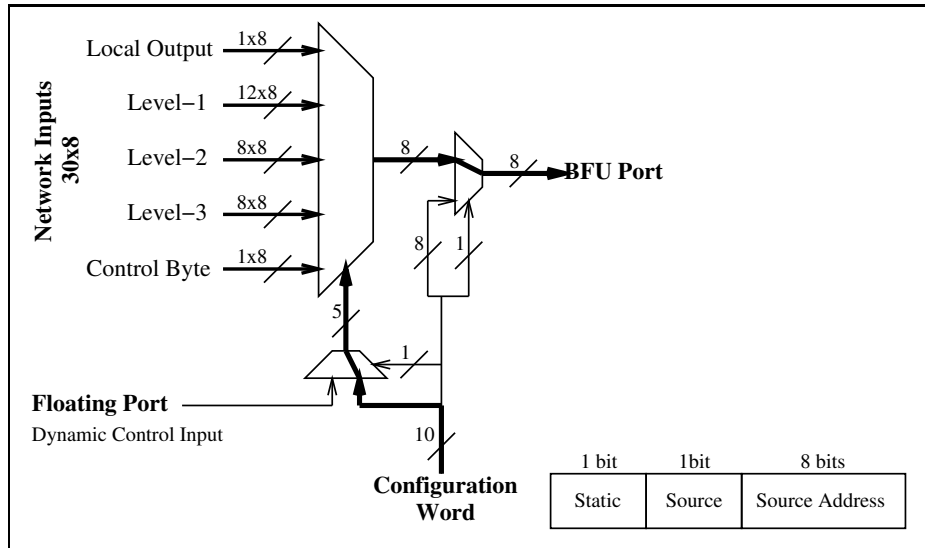 Network Inputs
30x8
Local Output
1x8
Level−1
12x8
Level−2
8x8
Level−3
8x8
Control Byte
1x8
8
8
BFU Port
8
1
5
1
Floating Port
Dynamic Control Input
10
Configuration
Word
1 bit
1bit
8 bits
Static
Source
Source Address